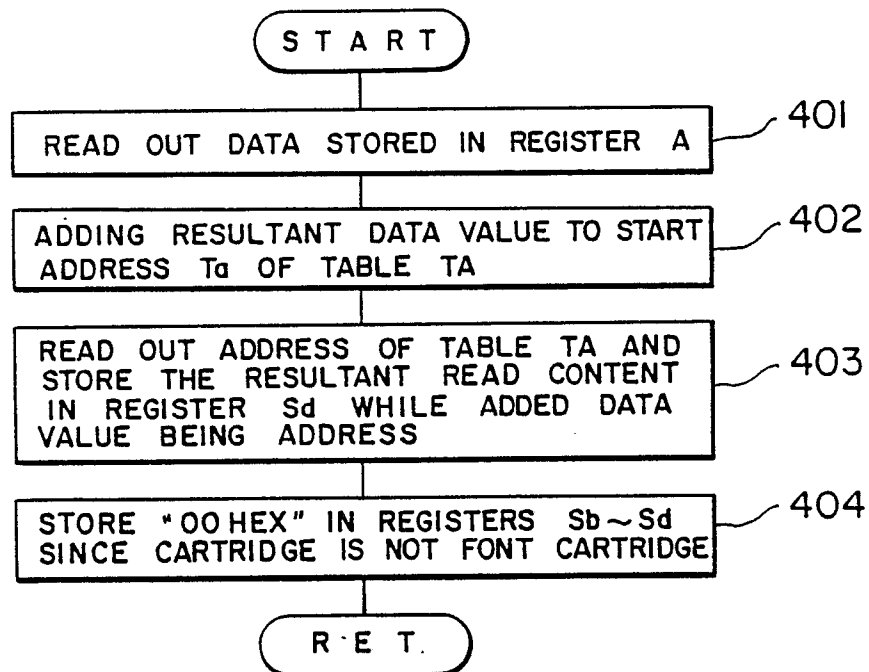 START
READ OUT DATA STORED IN REGISTER A
401
ADDING RESULTANT DATA VALUE TO START
ADDRESS Ta OF TABLE TA
402
READ OUT ADDRESS OF TABLE TA AND
STORE THE RESULTANT READ CONTENT
IN REGISTER Sd WHILE ADDED DATA
VALUE BEING ADDRESS
403
STORE "00 HEX" IN REGISTERS Sb~Sd
SINCE CARTRIDGE IS NOT FONT CARTRIDGE
404
RET.